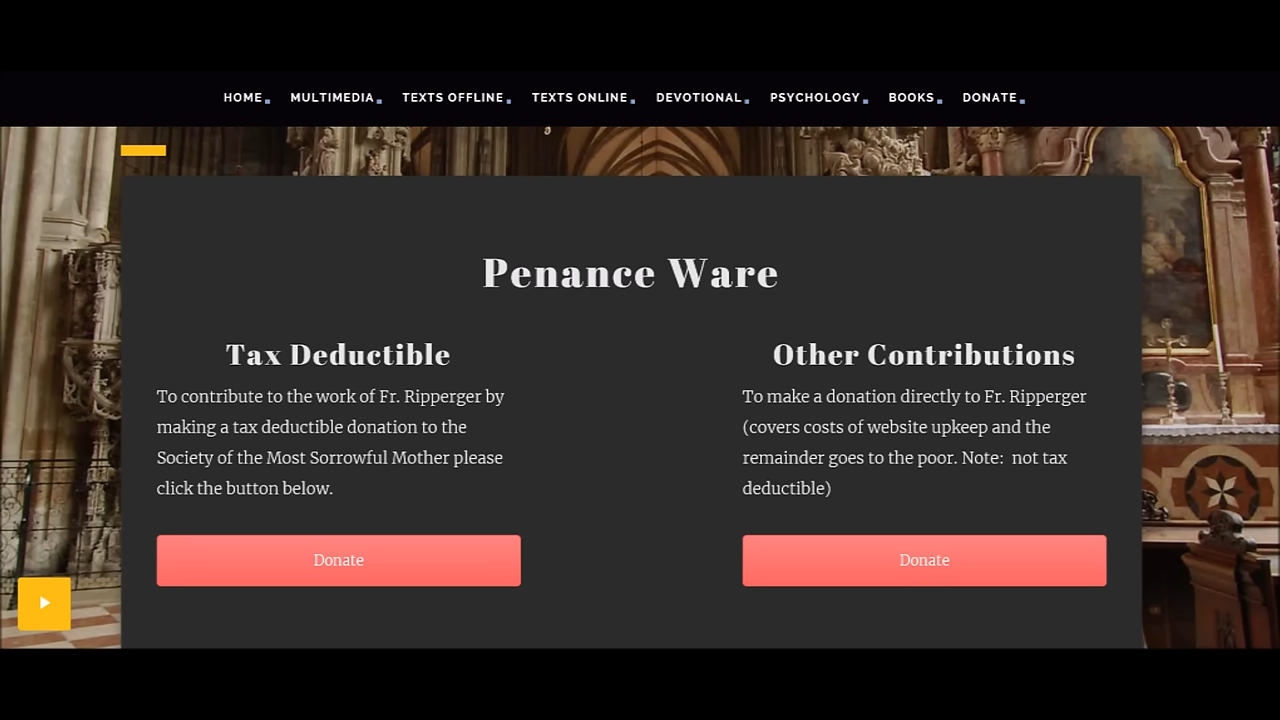 HOME MULTIMEDIA TEXTS OFFLINE TEXTS ONLINE DEVOTIONAL PSYCHOLOGY BOOKS DONATE
Penance Ware
Tax Deductible
To contribute to the work of Fr. Ripperger by
making a tax deductible donation to the
Society of the Most Sorrowful Mother please
click the button below.
Donate
Other Contributions
To make a donation directly to Fr. Ripperger
(covers costs of website upkeep and the
remainder goes to the poor. Note:  not tax
deductible)
Donate